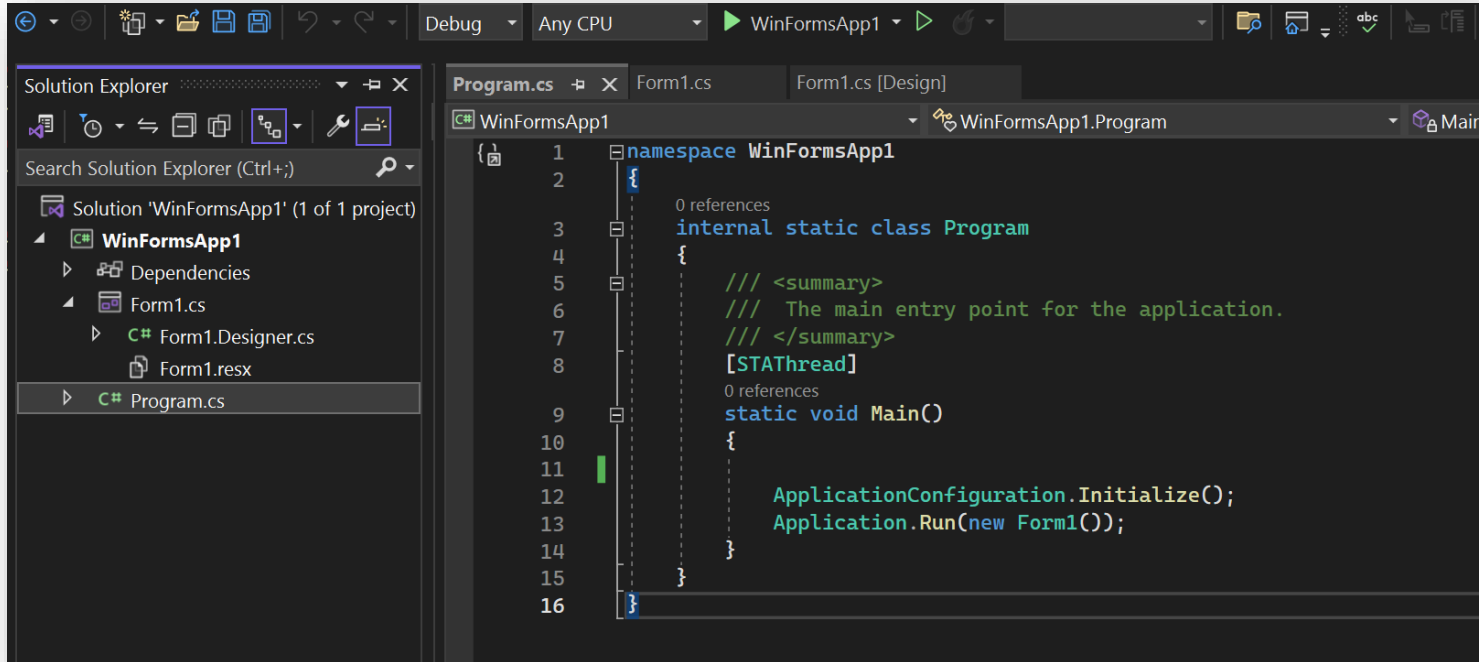 Debug
Any CPU
WinFormsApp1
abc
Solution Explorer
Search Solution Explorer (Ctrl+;)
Solution 'WinFormsApp1' (1 of 1 project)
C# WinFormsApp1
Dependencies
Form1.cs
C# Form1.Designer.cs
Form1.resx
C# Program.cs
Program.cs
Form1.cs
Form1.cs [Design]
C# WinFormsApp1
WinFormsApp1.Program
Main
1 namespace WinFormsApp1
2 {
0 references
3 internal static class Program
4 {
5 /// <summary>
6 ///  The main entry point for the application.
7 /// </summary>
8 [STAThread]
0 references
9 static void Main()
10 {
11
12 ApplicationConfiguration.Initialize();
13 Application.Run(new Form1());
14 }
15 }
16 }